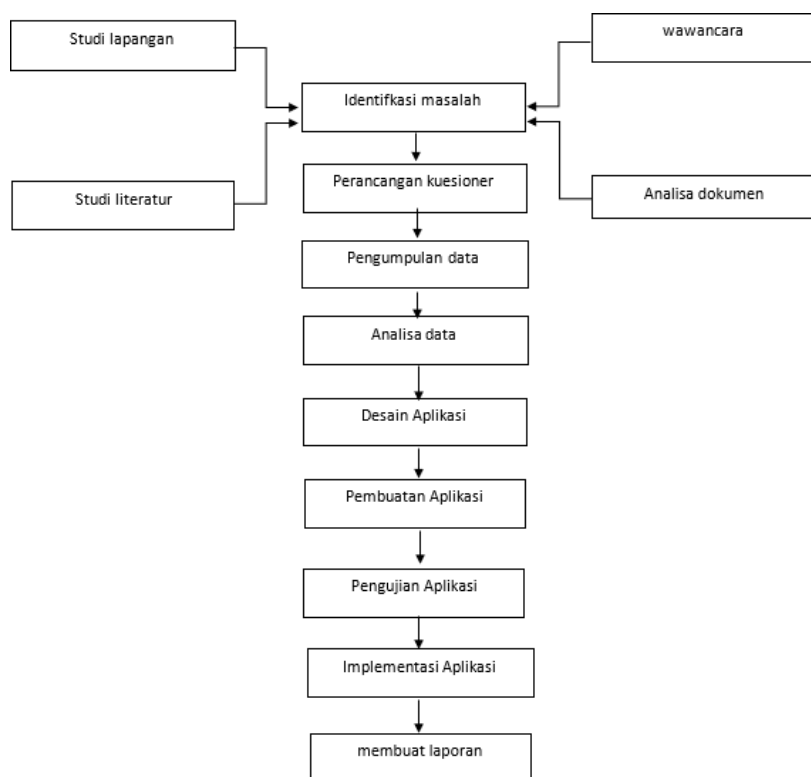 Studi lapangan
wawancara
Identifkasi masalah
Perancangan kuesioner
Studi literatur
Analisa dokumen
Pengumpulan data
Analisa data
Desain Aplikasi
Pembuatan Aplikasi
Pengujian Aplikasi
Implementasi Aplikasi
membuat laporan